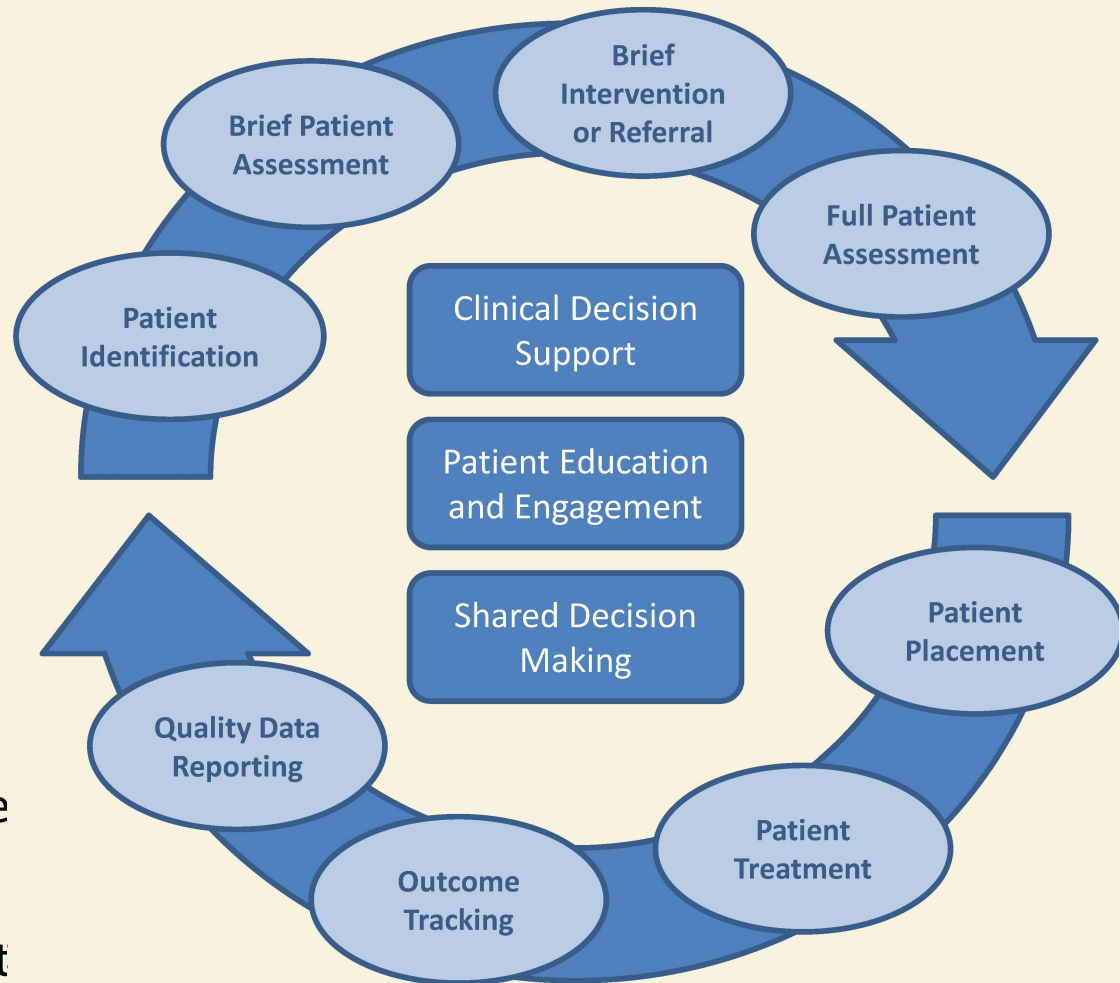 Brief
Intervention
or Referral
Brief Patient
Assessment
Full Patient
Assessment
Patient
Identification
Clinical Decision
Support
Patient Education
and Engagement
Shared Decision
Making
Patient
Placement
Quality Data
Reporting
Patient
Treatment
Outcome
Tracking
e
t